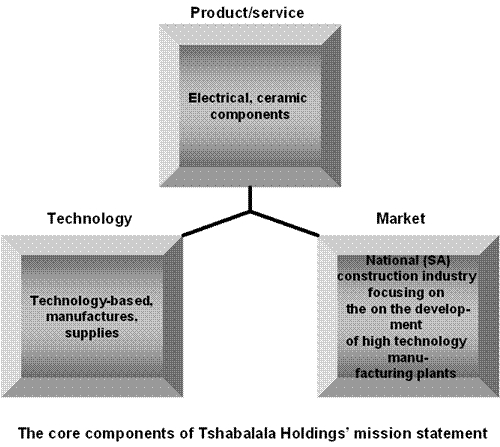 Product/service
Electrical, ceramic
components
Technology
Technology-based,
manufactures,
supplies
Market
National (SA)
construction industry
focusing on
the on the develop-
ment
of high technology
manu-
facturing plants
The core components of Tshabalala Holdings’ mission statement